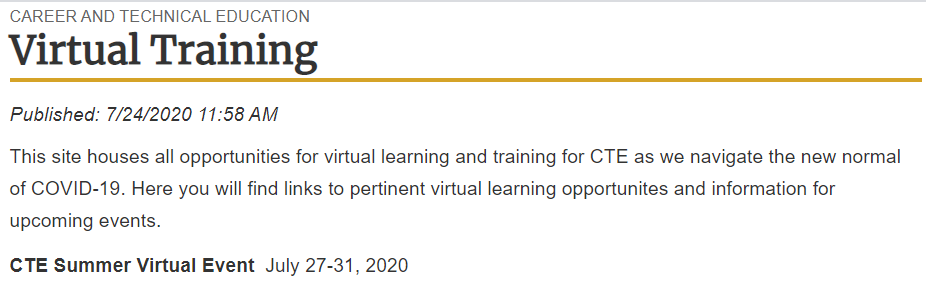 CAREER AND TECHNICAL EDUCATION
Virtual Training
Published: 7/24/2020 11:58 AM
This site houses all opportunities for virtual learning and training for CTE as we navigate the new normal
of COVID-19. Here you will find links to pertinent virtual learning opportunites and information for
upcoming events.
CTE Summer Virtual Event  July 27-31, 2020